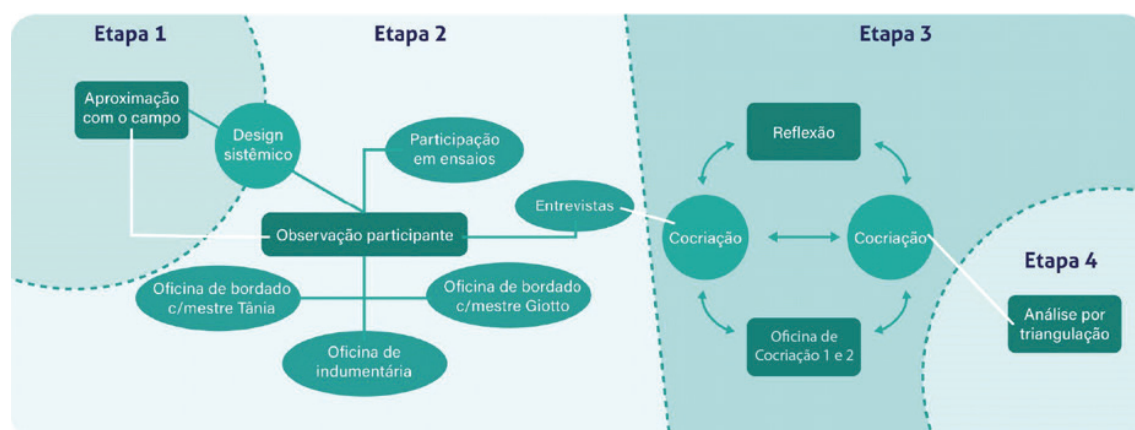 Etapa 1
Aproximação
com o campo
Design
sistêmico
Etapa 2
Participação
em ensaios
Entrevistas
Observação participante
Oficina de bordado
c/mestre Tânia
Oficina de bordado
c/mestre Giotto
Oficina de
indumentária
Etapa 3
Reflexão
Cocriação
Cocriação
Oficina de
Cocriação 1 e 2
Etapa 4
Análise por
triangulação